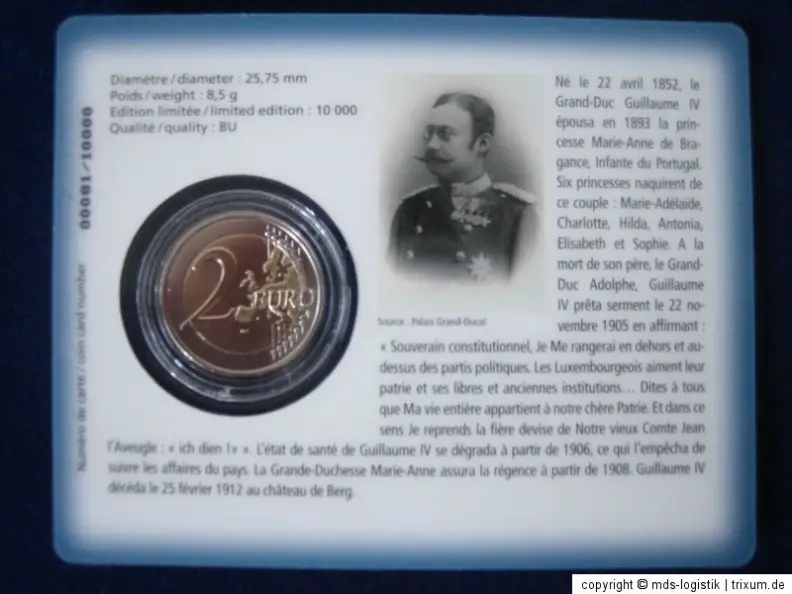 Diamètre / diameter : 25,75 mm
Poids / weight : 8,5 g
Edition limitée / limited edition : 10 000
Qualité / quality : BU
Numéro de carte / coin card number
00001/10000
2 EURO
Source : Palais Grand-Ducal
Né le 22 avril 1852, le
Grand-Duc Guillaume IV
épousa en 1893 la prin-
cesse Marie-Anne de Bra-
gance, Infante du Portugal.
Six princesses naquirent de
ce couple : Marie-Adélaïde,
Charlotte, Hilda, Antonia,
Elisabeth et Sophie. A la
mort de son père, le Grand-
Duc Adolphe, Guillaume
IV prêta serment le 22 no-
vembre 1905 en affirmant :
« Souverain constitutionnel, Je Me rangerai en dehors et au-
dessus des partis politiques. Les Luxembourgeois aiment leur
patrie et ses libres et anciennes institutions… Dites à tous
que Ma vie entière appartient à notre chère Patrie. Et dans ce
sens Je reprends la fière devise de Notre vieux Comte Jean
l'Aveugle : « ich dien !» ». L'état de santé de Guillaume IV se dégrada à partir de 1906, ce qui l'empêcha de
suivre les affaires du pays. La Grande-Duchesse Marie-Anne assura la régence à partir de 1908. Guillaume IV
décéda le 25 février 1912 au château de Berg.
copyright © mds-logistik | trixum.de